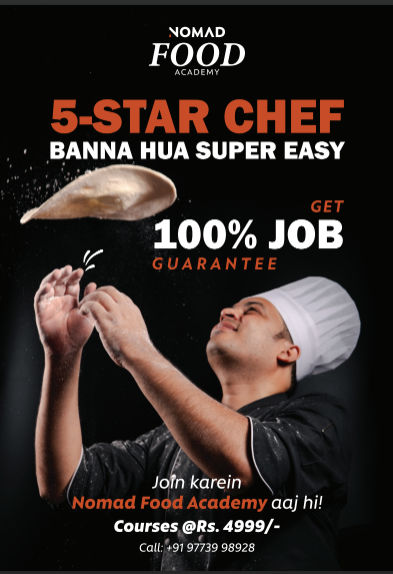 NOMAD
FOOD
ACADEMY
5-STAR CHEF
BANNA HUA SUPER EASY
GET
100% JOB
GUARANTEE
Join karein
Nomad Food Academy aaj hi!
Courses @Rs. 4999/-
Call: +91 97739 98928